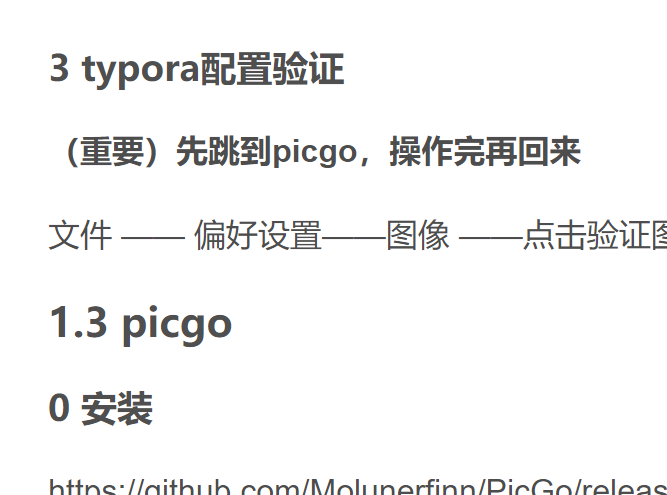 3 typora配置验证
（重要）先跳到picgo，操作完再回来
文件 —— 偏好设置——图像 ——点击验证图
1.3 picgo
0 安装
https://github.com/Molunerfinn/PicGo/releas